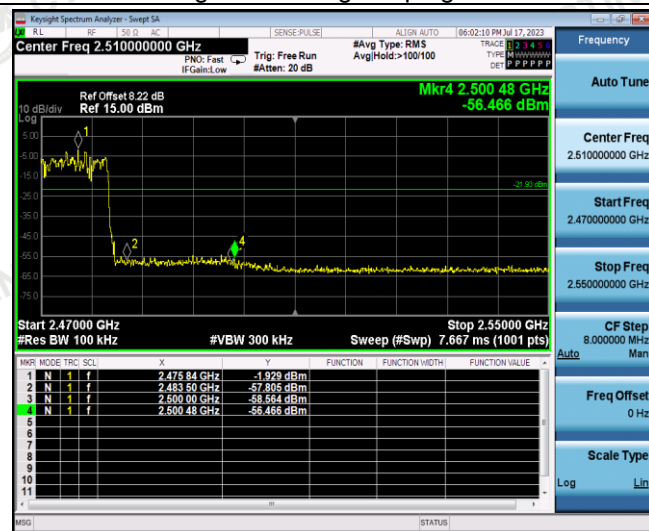 Keysight Spectrum Analyzer - Swept SA
RL RF 50 Ω AC SENSE:PULSE ALIGN AUTO 06:02:10 PM Jul 17, 2023
Center Freq 2.510000000 GHz #Avg Type: RMS TRACE 1 2 3 4 5 6
PNO: Fast Trig: Free Run Avg|Hold:>100/100 TYPE M W W W W W
IFGain:Low #Atten: 20 dB DET P P P P P P
Mkr4 2.500 48 GHz
-56.466 dBm
Ref Offset 8.22 dB
10 dB/div Ref 15.00 dBm
Log
5.00
-5.00
-15.0
-25.0
-35.0
-45.0
-55.0
-65.0
-75.0
1
2
4
-21.93 dBm
Start 2.47000 GHz Stop 2.55000 GHz
#Res BW 100 kHz #VBW 300 kHz Sweep (#Swp) 7.667 ms (1001 pts)
MKR MODE TRC SCL X Y FUNCTION FUNCTION WIDTH FUNCTION VALUE
1 N 1 f 2.475 84 GHz -1.929 dBm
2 N 1 f 2.483 50 GHz -57.805 dBm
3 N 1 f 2.500 00 GHz -58.564 dBm
4 N 1 f 2.500 48 GHz -56.466 dBm
5
6
7
8
9
10
11
MSG STATUS
Frequency
Auto Tune
Center Freq
2.510000000 GHz
Start Freq
2.470000000 GHz
Stop Freq
2.550000000 GHz
CF Step
8.000000 MHz
Auto Man
Freq Offset
0 Hz
Scale Type
Log Lin